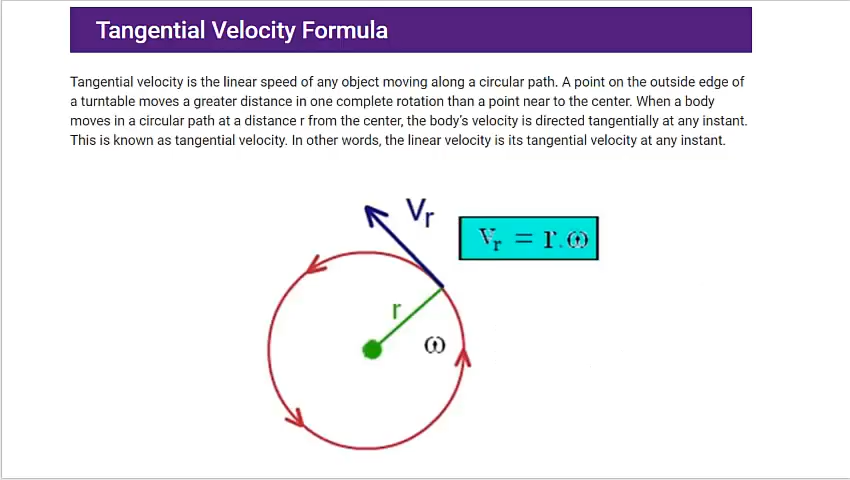 Tangential Velocity Formula
Tangential velocity is the linear speed of any object moving along a circular path. A point on the outside edge of
a turntable moves a greater distance in one complete rotation than a point near to the center. When a body
moves in a circular path at a distance r from the center, the body's velocity is directed tangentially at any instant.
This is known as tangential velocity. In other words, the linear velocity is its tangential velocity at any instant.
Vr
Vr = r.ω
r
ω